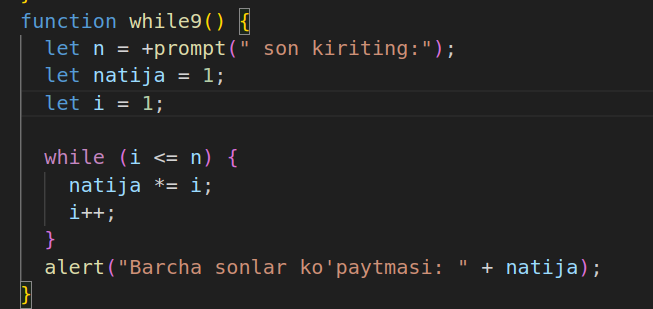 function while9() {
let n = +prompt(" son kiriting:");
let natija = 1;
let i = 1;
while (i <= n) {
natija *= i;
i++;
}
alert("Barcha sonlar ko'paytmasi: " + natija);
}